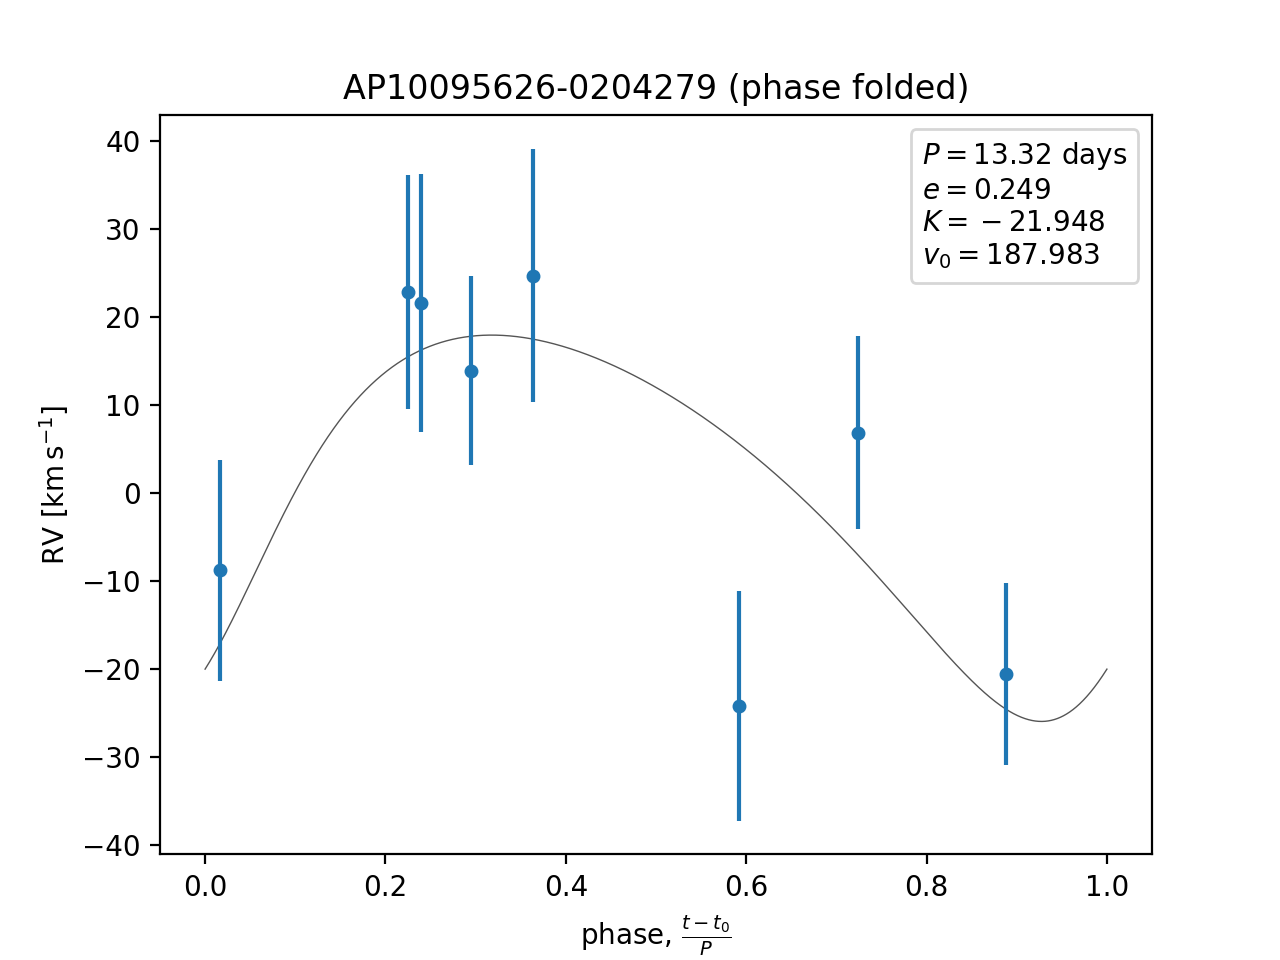 AP10095626-0204279 (phase folded)
P = 13.32 days
e = 0.249
K = −21.948
v₀ = 187.983
RV [km s⁻¹]
40
30
20
10
0
−10
−20
−30
−40
0.0 0.2 0.4 0.6 0.8 1.0
phase, (t − t₀)/P